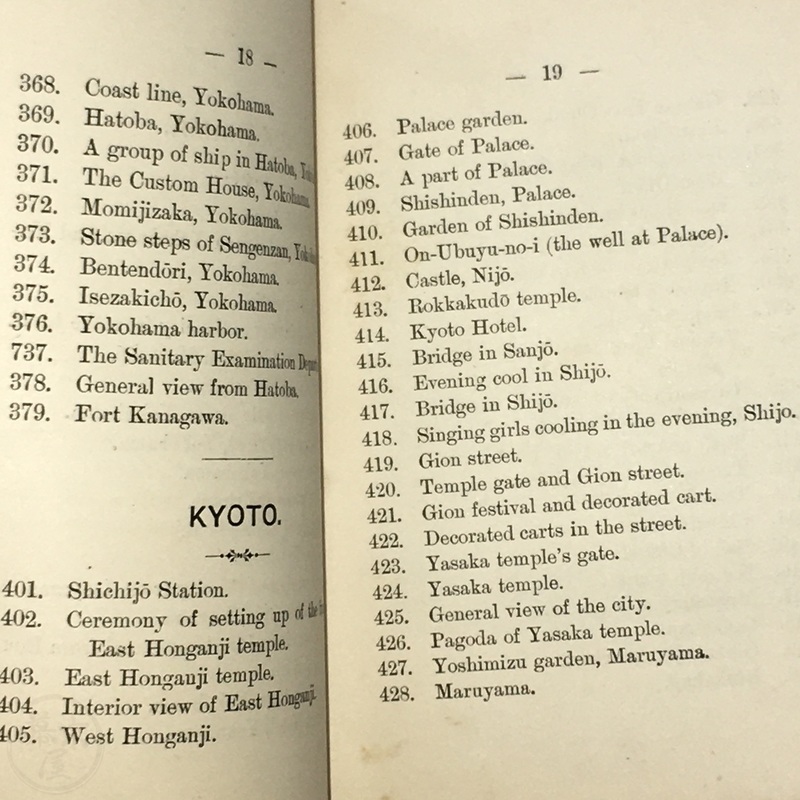 — 18 —
368. Coast line, Yokohama.
369. Hatoba, Yokohama.
370. A group of ship in Hatoba,
371. The Custom House, Yokohama.
372. Momijizaka, Yokohama.
373. Stone steps of Sengenzan,
374. Bentendōri, Yokohama.
375. Isezakichō, Yokohama.
376. Yokohama harbor.
737. The Sanitary Examination
378. General view from Hatoba.
379. Fort Kanagawa.
KYOTO.
401. Shichijō Station.
402. Ceremony of setting up of the
East Honganji temple.
403. East Honganji temple.
404. Interior view of East Honganji.
405. West Honganji.
— 19 —
406. Palace garden.
407. Gate of Palace.
408. A part of Palace.
409. Shishinden, Palace.
410. Garden of Shishinden.
411. On-Ubuyu-no-i (the well at Palace).
412. Castle, Nijō.
413. Rokkakudō temple.
414. Kyoto Hotel.
415. Bridge in Sanjō.
416. Evening cool in Shijō.
417. Bridge in Shijō.
418. Singing girls cooling in the evening, Shijo.
419. Gion street.
420. Temple gate and Gion street.
421. Gion festival and decorated cart.
422. Decorated carts in the street.
423. Yasaka temple's gate.
424. Yasaka temple.
425. General view of the city.
426. Pagoda of Yasaka temple.
427. Yoshimizu garden, Maruyama.
428. Maruyama.